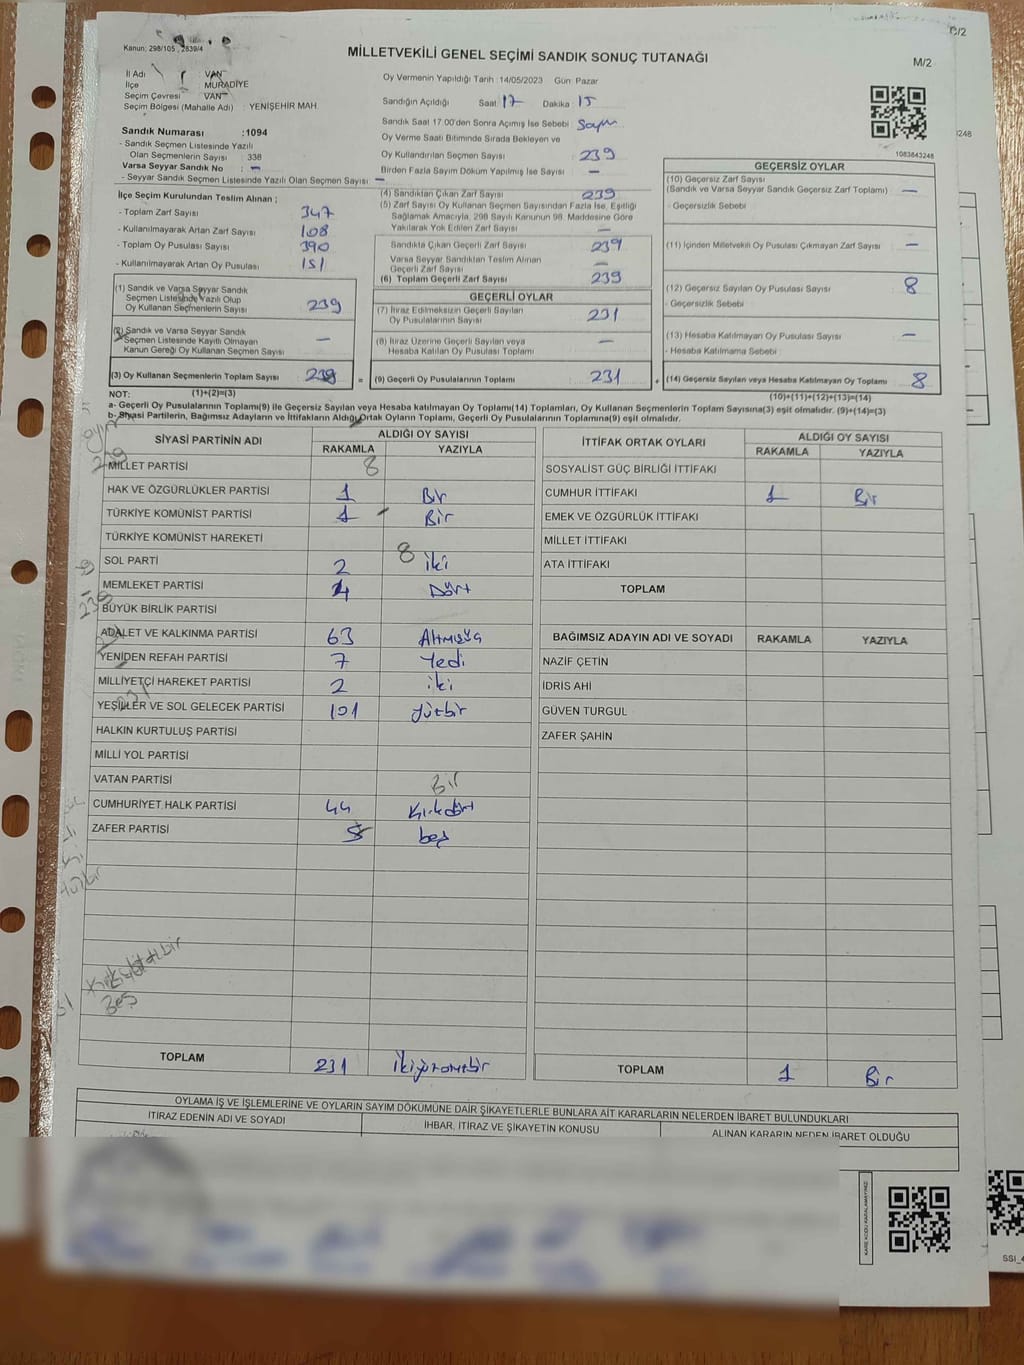 Kanun: 298/105 , 2839/4
C/2
MİLLETVEKİLİ GENEL SEÇİMİ SANDIK SONUÇ TUTANAĞI
M/2
İl Adı : VAN
İlçe : MURADİYE
Seçim Çevresi : VAN
Seçim Bölgesi (Mahalle Adı) : YENİŞEHİR MAH.
Sandık Numarası :1094
- Sandık Seçmen Listesinde Yazılı
Olan Seçmenlerin Sayısı : 338
Varsa Seyyar Sandık No : –
- Seyyar Sandık Seçmen Listesinde Yazılı Olan Seçmen Sayısı: –
Oy Vermenin Yapıldığı Tarih :14/05/2023 Gün: Pazar
Sandığın Açıldığı Saat: 17 Dakika : 15
Sandık Saat 17.00'den Sonra Açılmış İse Sebebi : Sayım
Oy Verme Saati Bitiminde Sırada Bekleyen ve
Oy Kullandırılan Seçmen Sayısı : 239
Birden Fazla Sayım Döküm Yapılmış İse Sayısı : –
1083843248
İlçe Seçim Kurulundan Teslim Alınan ;
- Toplam Zarf Sayısı : 347
- Kullanılmayarak Artan Zarf Sayısı : 108
- Toplam Oy Pusulası Sayısı : 390
- Kullanılmayarak Artan Oy Pusulası : 151
(1) Sandık ve Varsa Seyyar Sandık
Seçmen Listesinde Yazılı Olup
Oy Kullanan Seçmenlerin Sayısı : 239
(2) Sandık ve Varsa Seyyar Sandık
Seçmen Listesinde Kayıtlı Olmayan
Kanun Gereği Oy Kullanan Seçmen Sayısı : –
(3) Oy Kullanan Seçmenlerin Toplam Sayısı : 239
(1)+(2)=(3)
(4) Sandıktan Çıkan Zarf Sayısı : 239
(5) Zarf Sayısı Oy Kullanan Seçmen Sayısından Fazla İse, Eşitliği
Sağlamak Amacıyla, 298 Sayılı Kanunun 98. Maddesine Göre
Yakılarak Yok Edilen Zarf Sayısı : –
Sandıkta Çıkan Geçerli Zarf Sayısı : 239
Varsa Seyyar Sandıktan Teslim Alınan
Geçerli Zarf Sayısı : –
(6) Toplam Geçerli Zarf Sayısı : 239
GEÇERLİ OYLAR
(7) İtiraz Edilmeksizin Geçerli Sayılan
Oy Pusulalarının Sayısı : 231
(8) İtiraz Üzerine Geçerli Sayılan veya
Hesaba Katılan Oy Pusulası Toplamı : –
= (9) Geçerli Oy Pusulalarının Toplamı : 231 +
GEÇERSİZ OYLAR
(10) Geçersiz Zarf Sayısı
(Sandık ve Varsa Seyyar Sandık Geçersiz Zarf Toplamı) : –
- Geçersizlik Sebebi :
(11) İçinden Milletvekili Oy Pusulası Çıkmayan Zarf Sayısı : –
(12) Geçersiz Sayılan Oy Pusulası Sayısı : 8
- Geçersizlik Sebebi :
(13) Hesaba Katılmayan Oy Pusulası Sayısı : –
- Hesaba Katılmama Sebebi :
(14) Geçersiz Sayılan veya Hesaba Katılmayan Oy Toplamı : 8
(10)+(11)+(12)+(13)=(14)
NOT:
a- Geçerli Oy Pusulalarının Toplamı(9) ile Geçersiz Sayılan veya Hesaba katılmayan Oy Toplamı(14) Toplamları, Oy Kullanan Seçmenlerin Toplam Sayısına(3) eşit olmalıdır. (9)+(14)=(3)
b- Siyasi Partilerin, Bağımsız Adayların ve İttifakların Aldığı Ortak Oyların Toplamı, Geçerli Oy Pusulalarının Toplamına(9) eşit olmalıdır.
SİYASİ PARTİNİN ADI ALDIĞI OY SAYISI
RAKAMLA YAZIYLA
MİLLET PARTİSİ 8
HAK VE ÖZGÜRLÜKLER PARTİSİ 1 Bir
TÜRKİYE KOMÜNİST PARTİSİ 1 Bir
TÜRKİYE KOMÜNİST HAREKETİ
8
SOL PARTİ 2 iki
MEMLEKET PARTİSİ 4 Dört
BÜYÜK BİRLİK PARTİSİ
ADALET VE KALKINMA PARTİSİ 63 Altmışüç
YENİDEN REFAH PARTİSİ 7 Yedi
MİLLİYETÇİ HAREKET PARTİSİ 2 iki
YEŞİLLER VE SOL GELECEK PARTİSİ 101 Yüzbir
HALKIN KURTULUŞ PARTİSİ
MİLLİ YOL PARTİSİ
VATAN PARTİSİ Bir
CUMHURİYET HALK PARTİSİ 44 Kırkdört
ZAFER PARTİSİ 5 beş
TOPLAM 231 İkiyüzotuzbir
İTTİFAK ORTAK OYLARI ALDIĞI OY SAYISI
RAKAMLA YAZIYLA
SOSYALİST GÜÇ BİRLİĞİ İTTİFAKI
CUMHUR İTTİFAKI 1 Bir
EMEK VE ÖZGÜRLÜK İTTİFAKI
MİLLET İTTİFAKI
ATA İTTİFAKI
TOPLAM
BAĞIMSIZ ADAYIN ADI VE SOYADI RAKAMLA YAZIYLA
NAZİF ÇETİN
İDRİS AHİ
GÜVEN TURGUL
ZAFER ŞAHİN
TOPLAM 1 Bir
239
239
231
Beş
OYLAMA İŞ VE İŞLEMLERİNE VE OYLARIN SAYIM DÖKÜMÜNE DAİR ŞİKAYETLERLE BUNLARA AİT KARARLARIN NELERDEN İBARET BULUNDUKLARI
İTİRAZ EDENİN ADI VE SOYADI İHBAR, İTİRAZ VE ŞİKAYETİN KONUSU ALINAN KARARIN NEDEN İBARET OLDUĞU
KARE KODU KARALAMAYINIZ
3248
SSİ_4